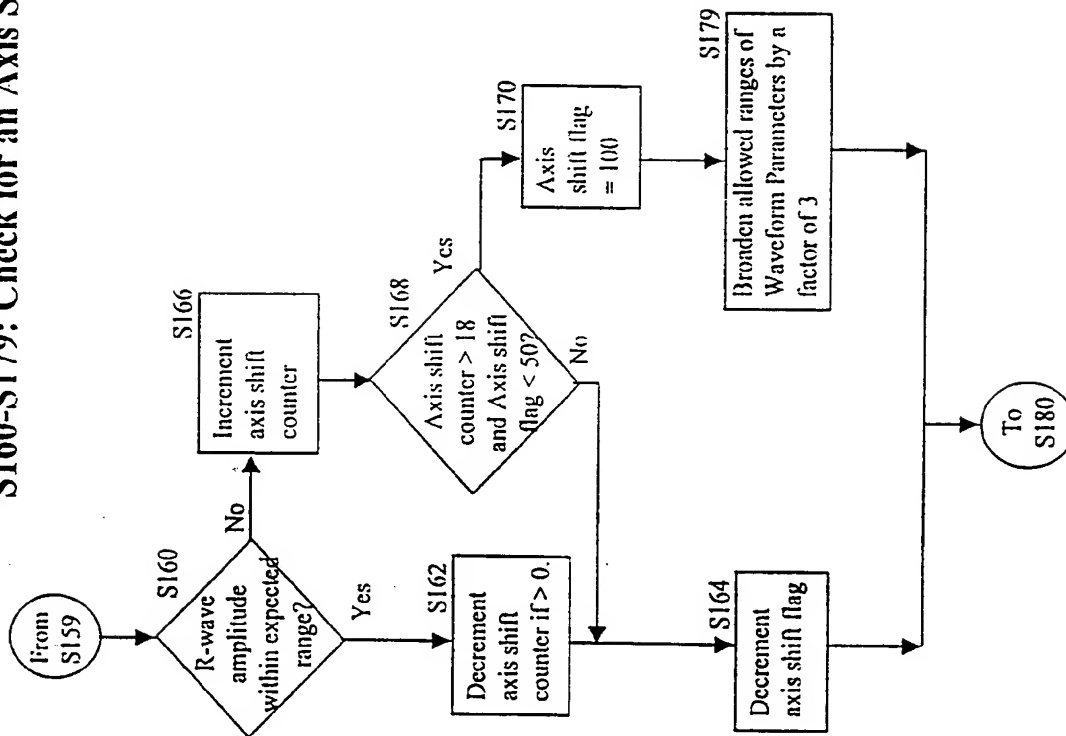 S160-S179: Check for an Axis S
From
S159
S160
R-wave
amplitude
within expected
range?
No
Yes
S166
Increment
axis shift
counter
S168
Axis shift
counter > 18
and Axis shift
flag < 50?
Yes
No
S170
Axis
shift flag
= 100
S179
Broaden allowed ranges of
Waveform Parameters by a
factor of 3
S162
Decrement
axis shift
counter if > 0.
S164
Decrement
axis shift flag
To
S180